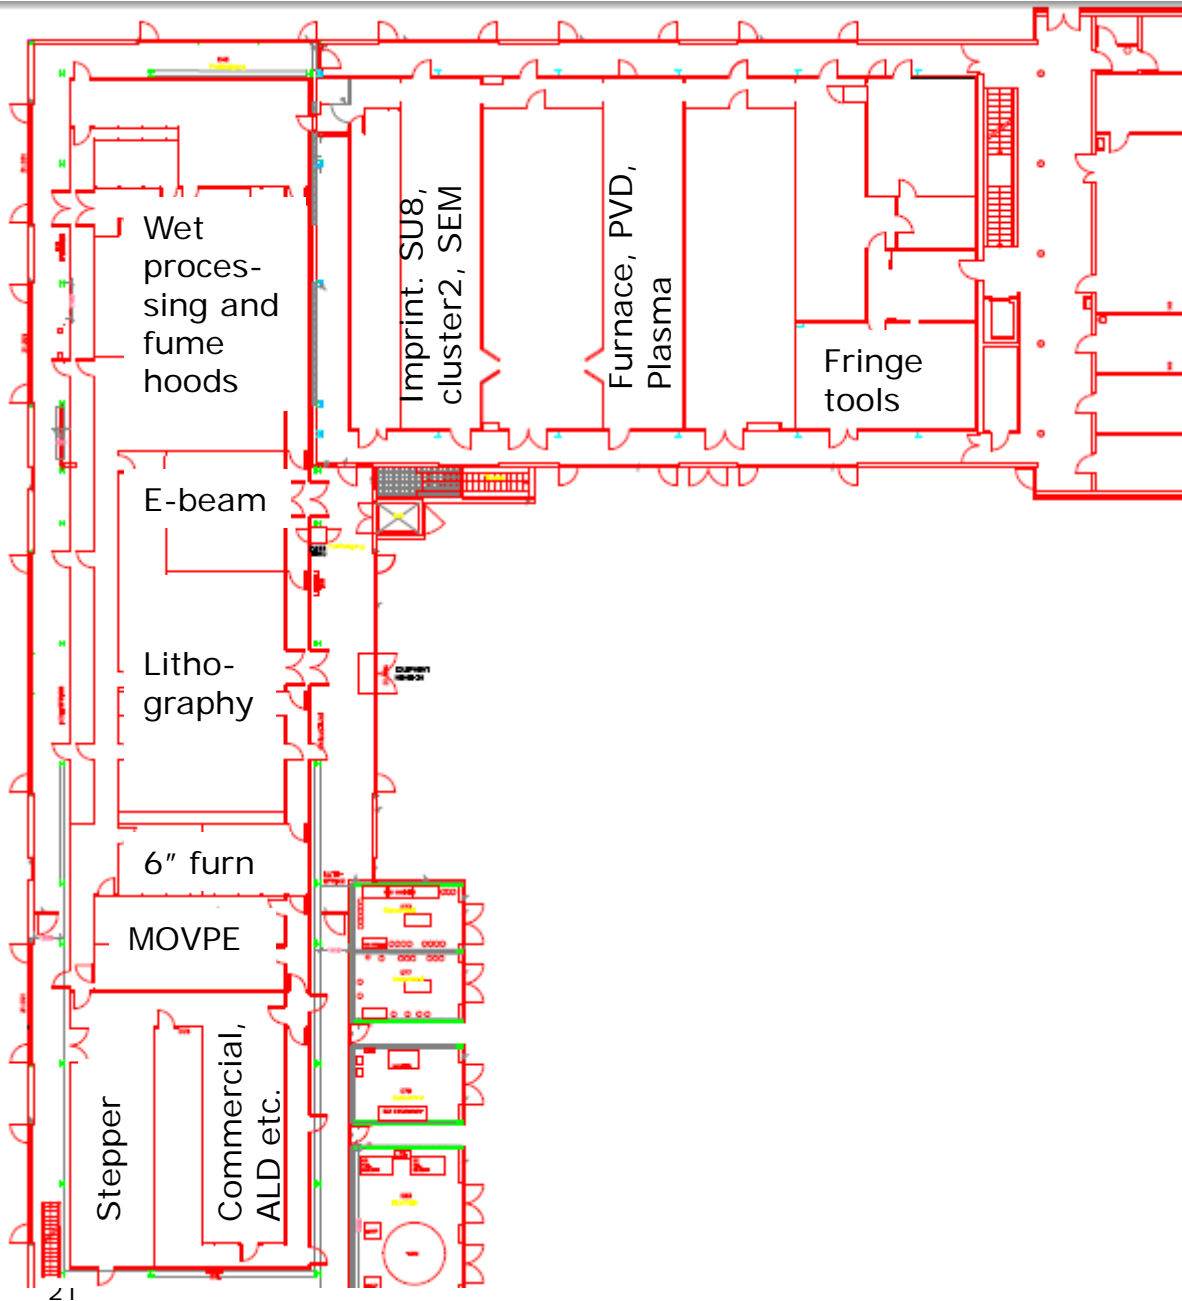 Wet
proces-
sing and
fume
hoods
Imprint. SU8,
cluster2, SEM
Furnace, PVD,
Plasma
Fringe
tools
E-beam
Litho-
graphy
6″ furn
MOVPE
Stepper
Commercial,
ALD etc.
21